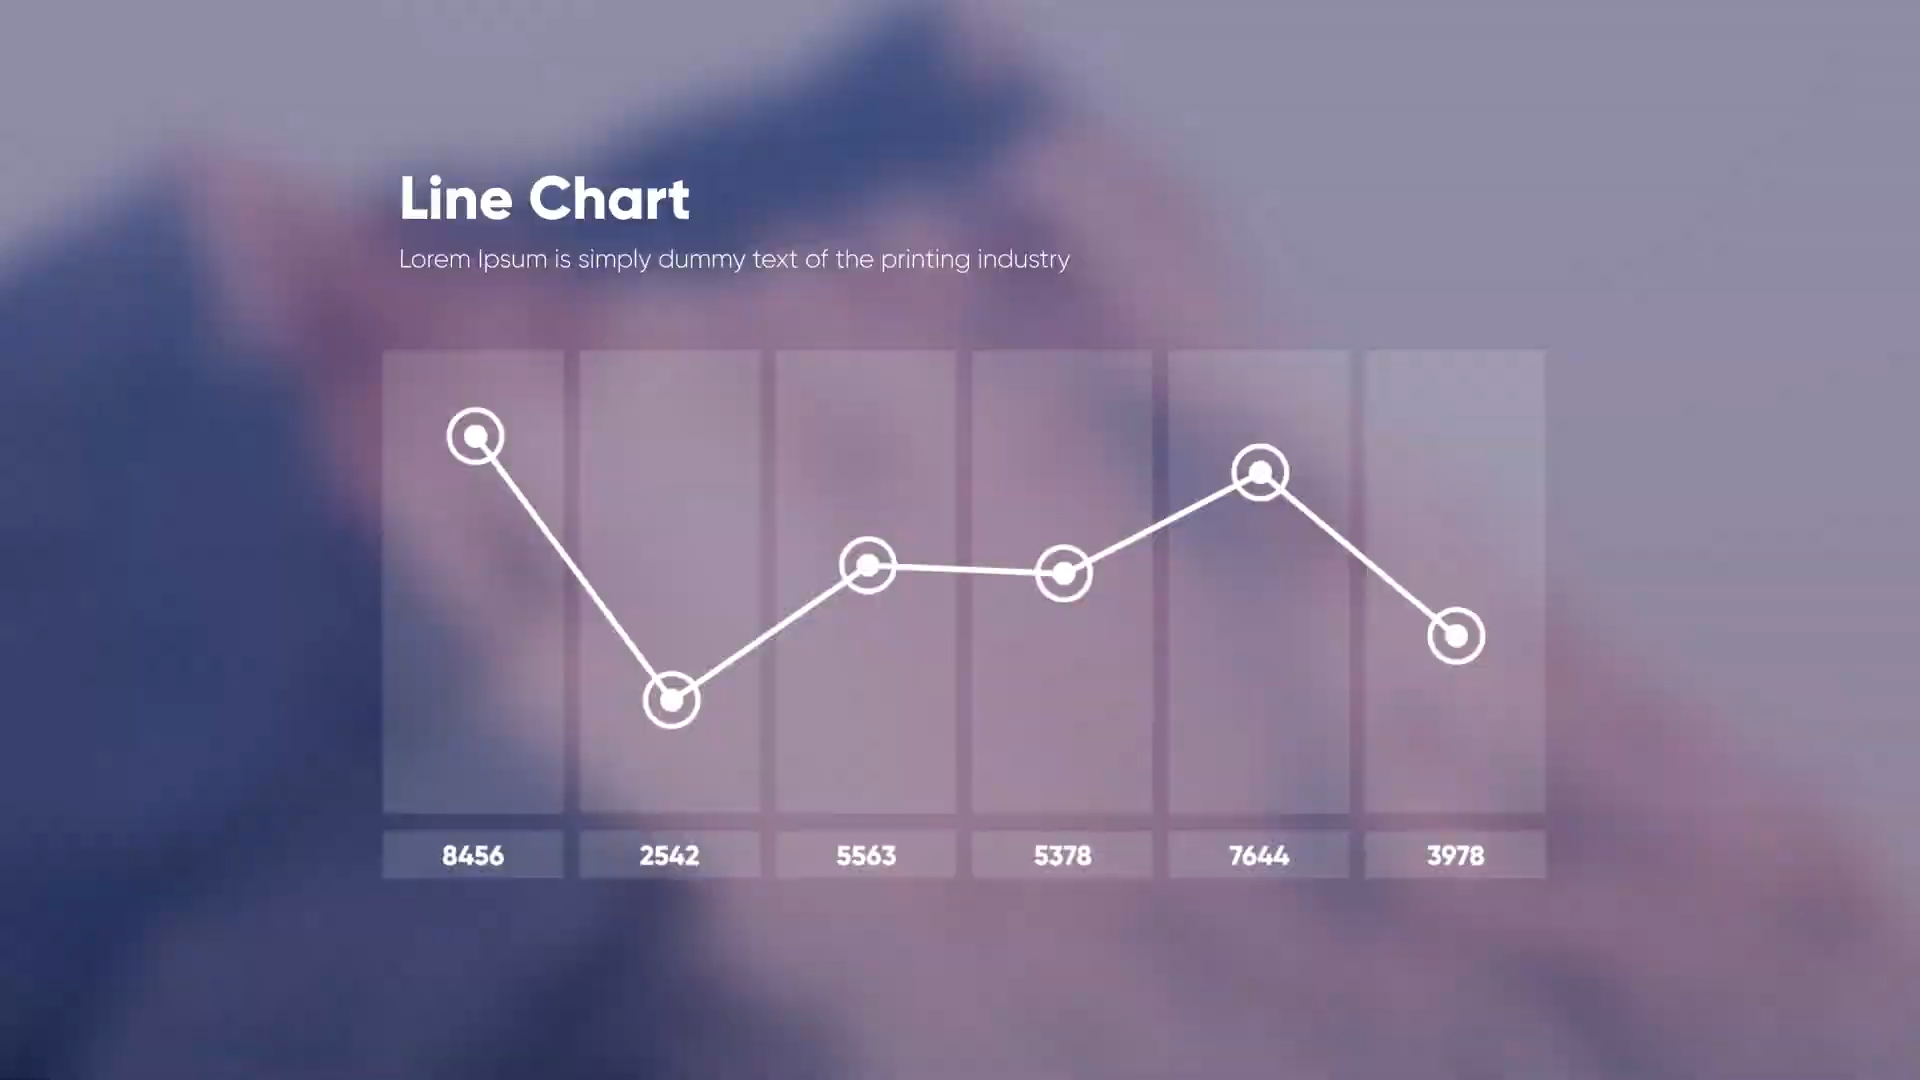 Line Chart
Lorem Ipsum is simply dummy text of the printing industry
8456 2542 5563 5378 7644 3978